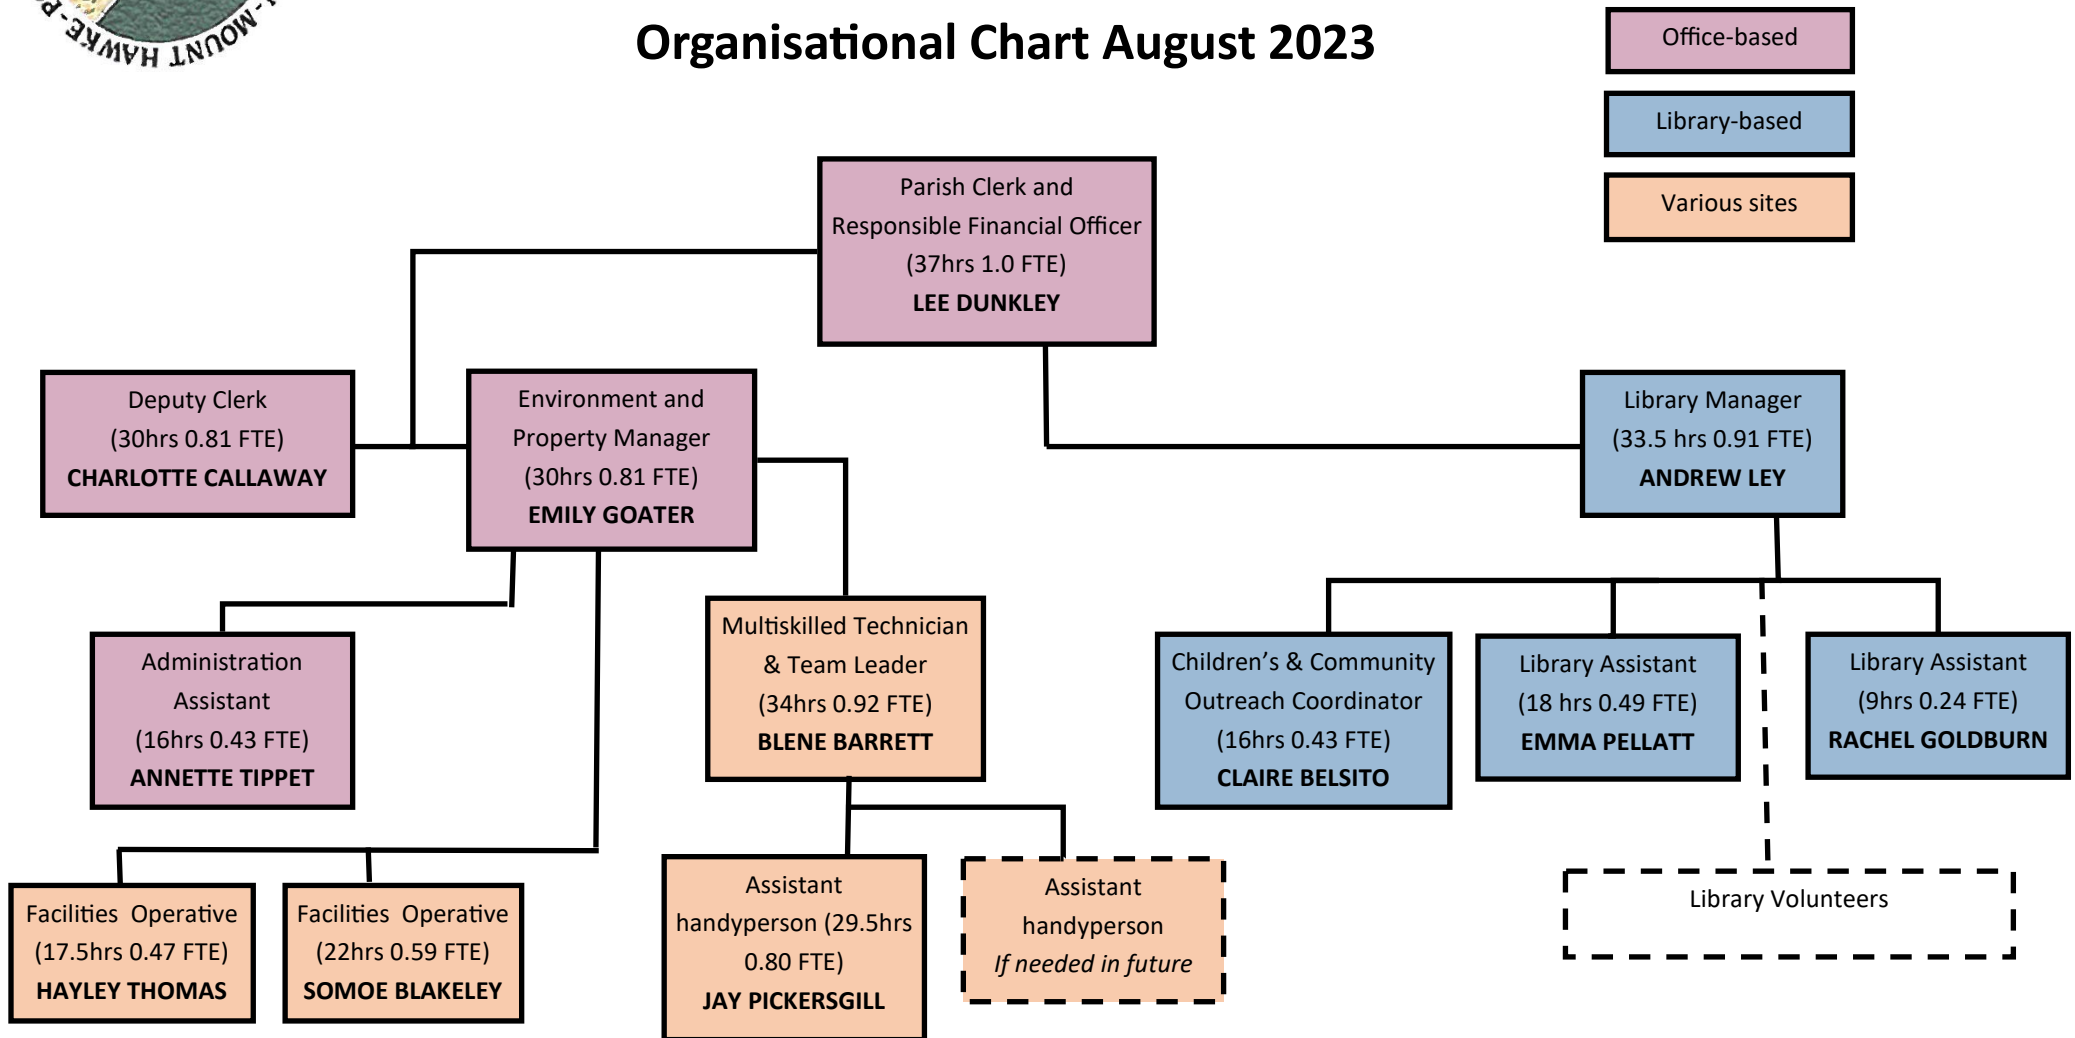 -MOUNT HAWKE-P
Organisational Chart August 2023
Office-based
Library-based
Various sites
Parish Clerk and
Responsible Financial Officer
(37hrs 1.0 FTE)
LEE DUNKLEY
Deputy Clerk
(30hrs 0.81 FTE)
CHARLOTTE CALLAWAY
Environment and
Property Manager
(30hrs 0.81 FTE)
EMILY GOATER
Library Manager
(33.5 hrs 0.91 FTE)
ANDREW LEY
Administration
Assistant
(16hrs 0.43 FTE)
ANNETTE TIPPET
Multiskilled Technician
& Team Leader
(34hrs 0.92 FTE)
BLENE BARRETT
Children’s & Community
Outreach Coordinator
(16hrs 0.43 FTE)
CLAIRE BELSITO
Library Assistant
(18 hrs 0.49 FTE)
EMMA PELLATT
Library Assistant
(9hrs 0.24 FTE)
RACHEL GOLDBURN
Facilities  Operative
(17.5hrs 0.47 FTE)
HAYLEY THOMAS
Facilities  Operative
(22hrs 0.59 FTE)
SOMOE BLAKELEY
Assistant
handyperson (29.5hrs
0.80 FTE)
JAY PICKERSGILL
Assistant
handyperson
If needed in future
Library Volunteers